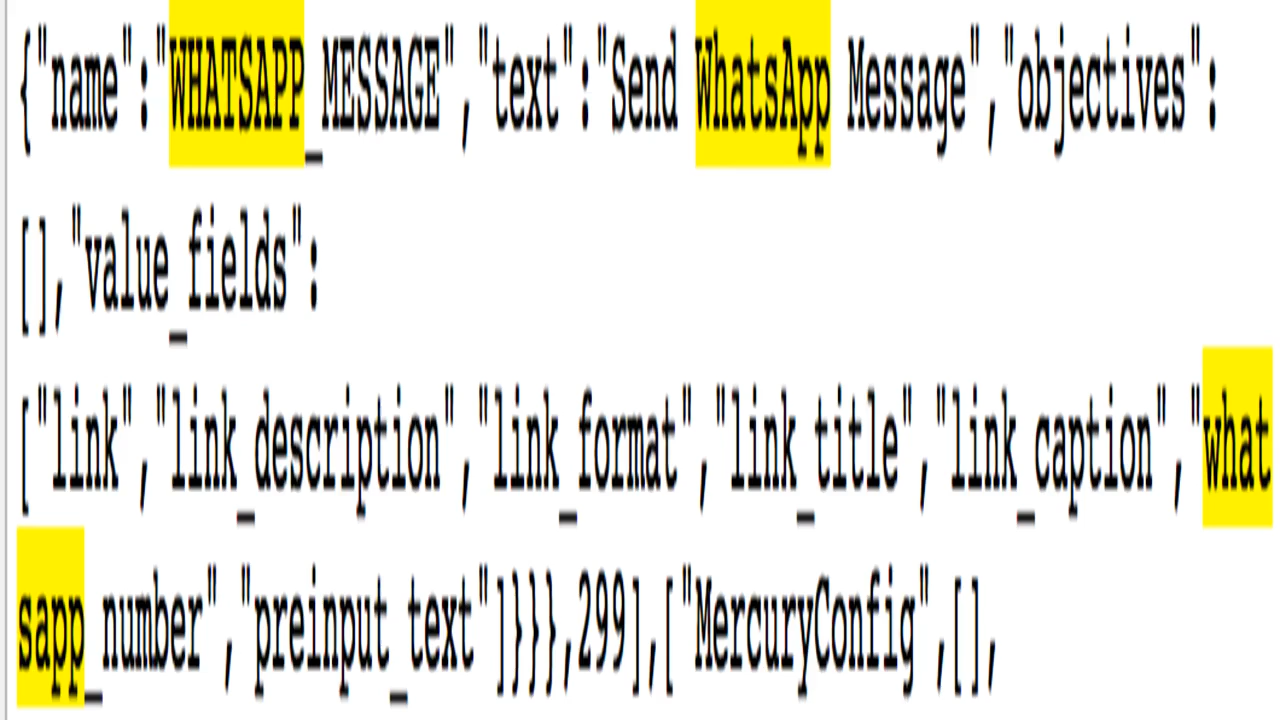 {"name":"WHATSAPP_MESSAGE","text":"Send WhatsApp Message","objectives":
[],"value_fields":
["link","link_description","link_format","link_title","link_caption","what
sapp_number","preinput_text"]}}},299],["MercuryConfig",[],